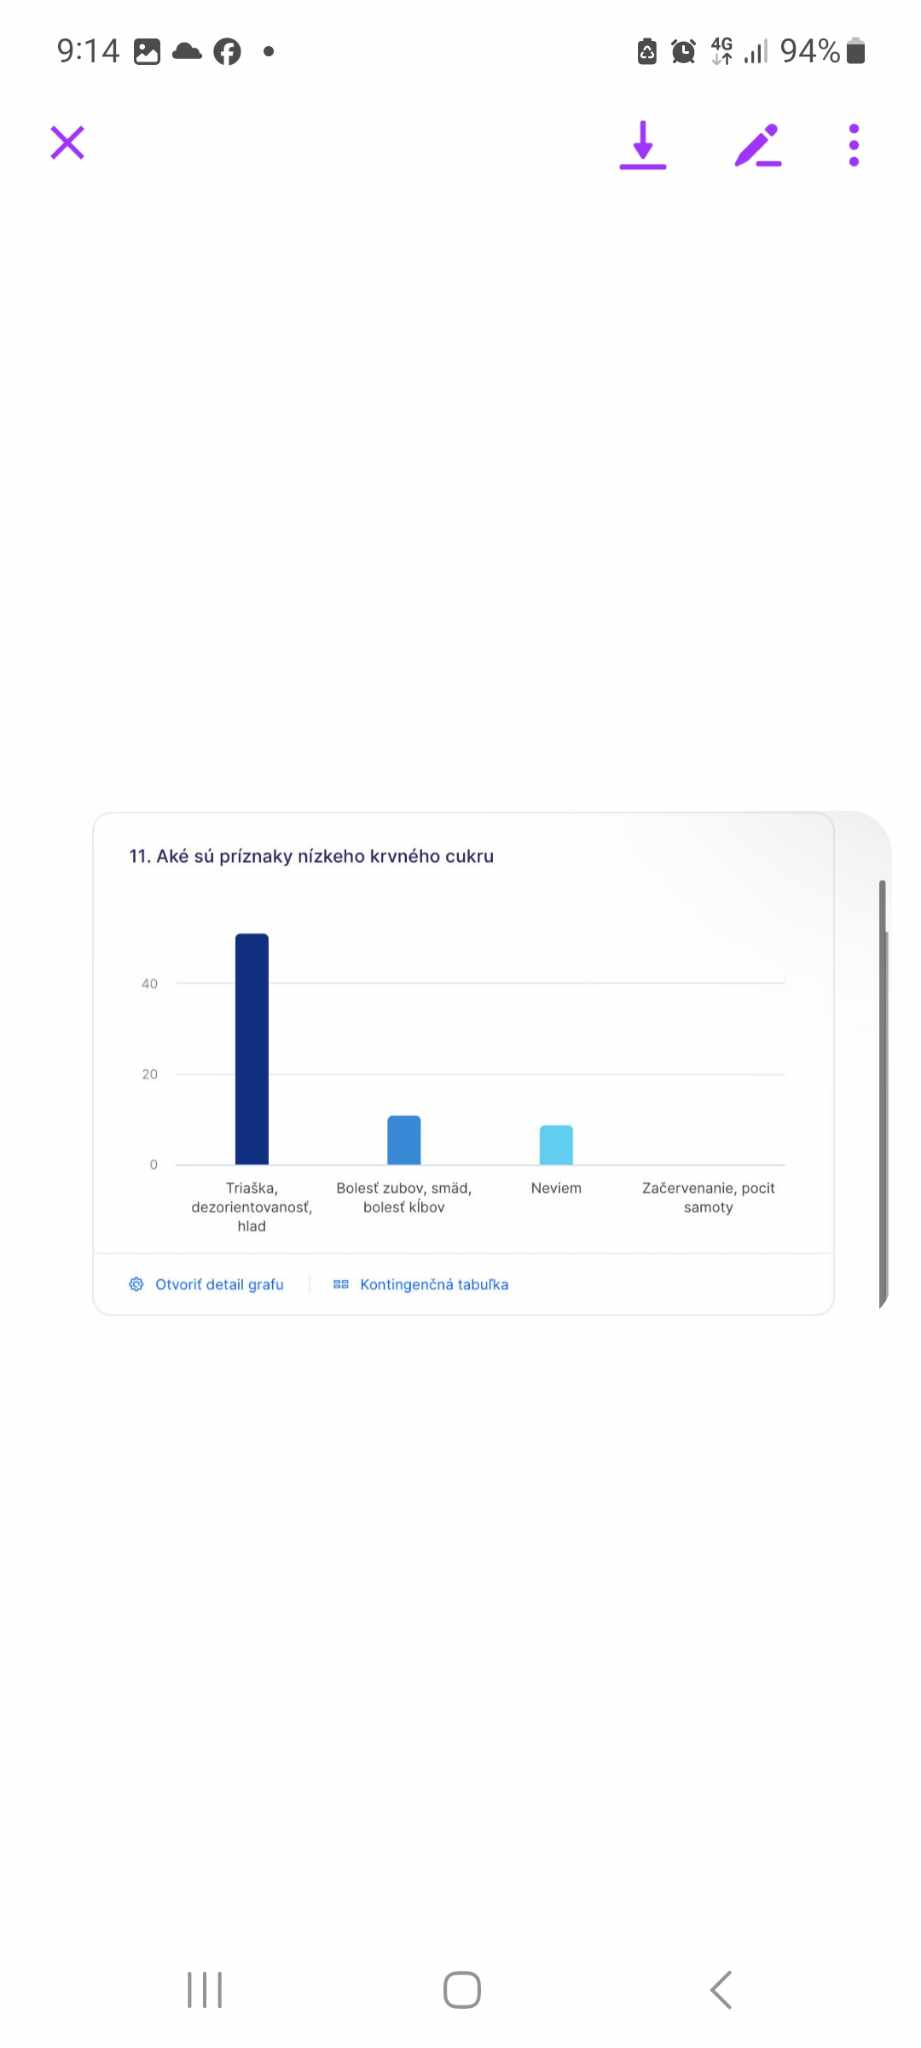 9:14
4G 94%
11. Aké sú príznaky nízkeho krvného cukru
40
20
0
Triaška,
dezorientovanosť,
hlad
Bolesť zubov, smäd,
bolesť kĺbov
Neviem
Začervenanie, pocit
samoty
Otvoriť detail grafu
Kontingenčná tabuľka